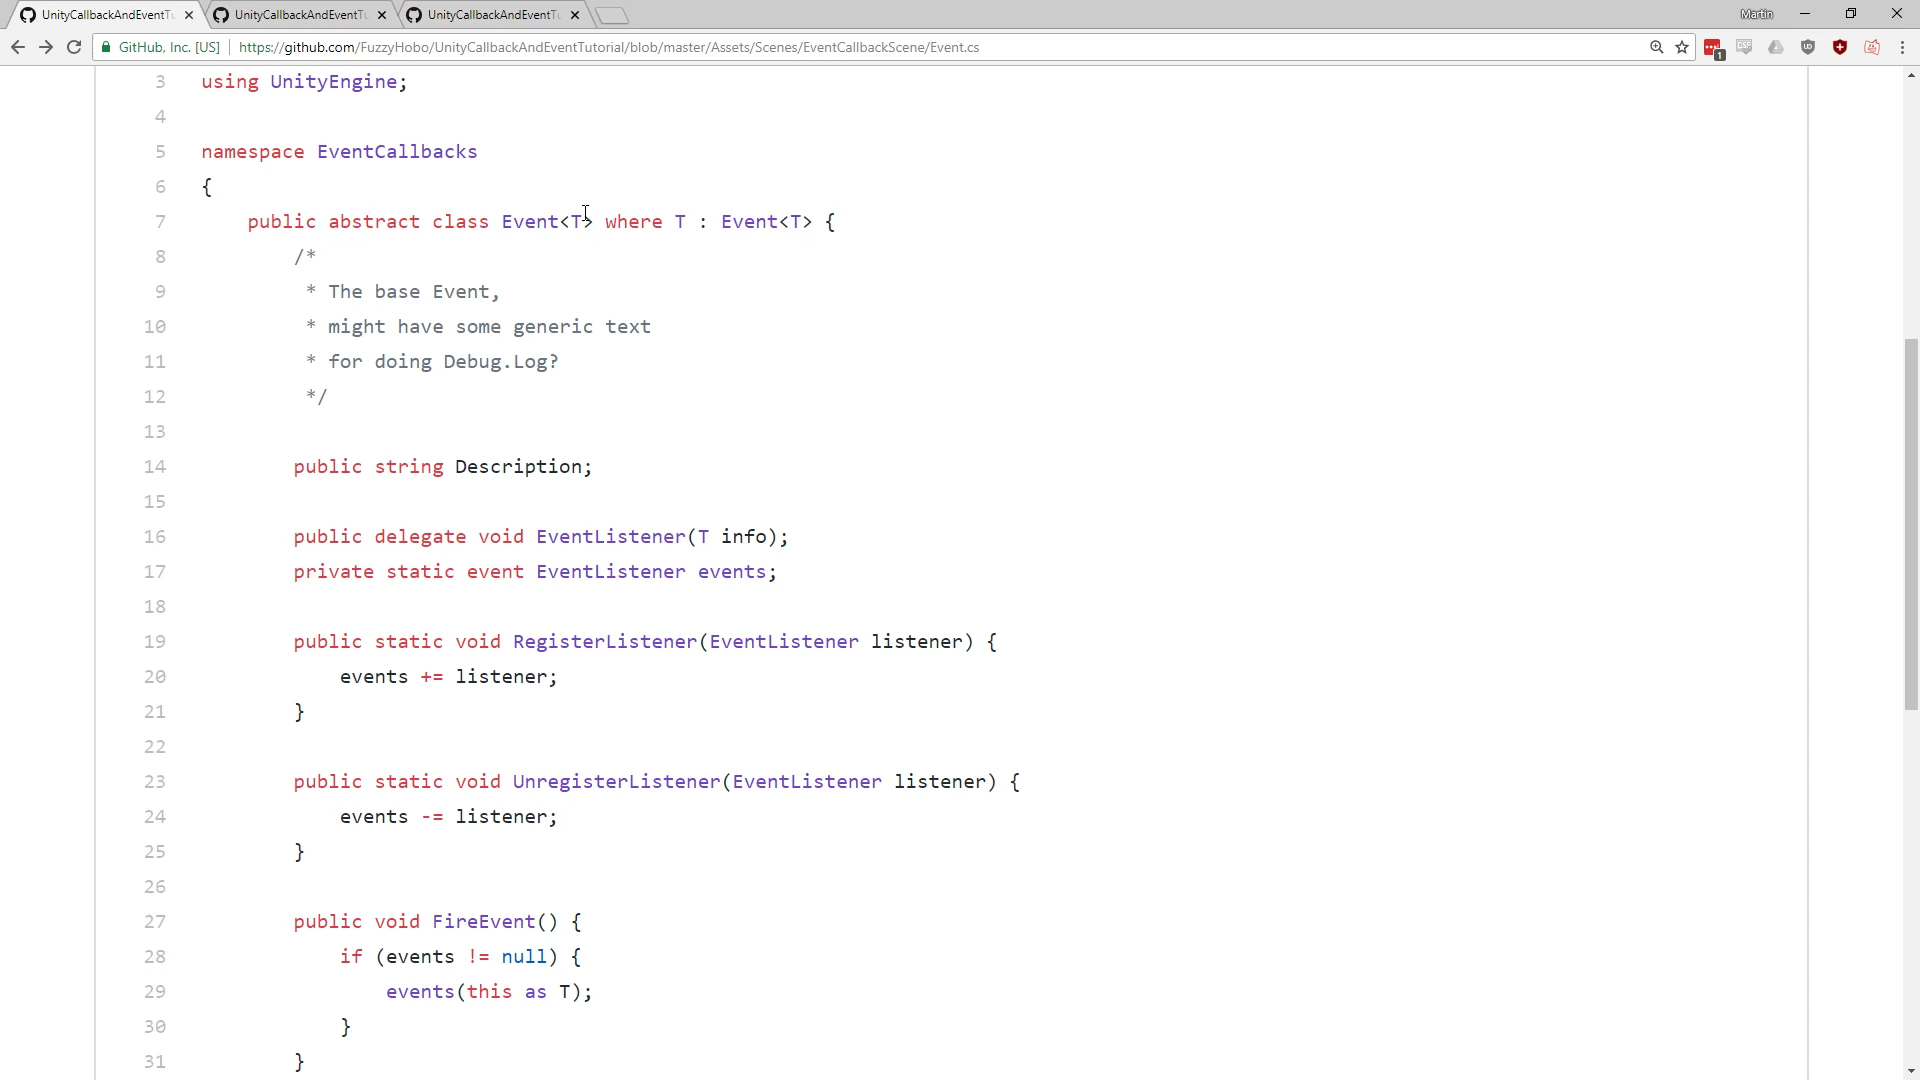 UnityCallbackAndEventTu
UnityCallbackAndEventTu
UnityCallbackAndEventTu
Martin
GitHub, Inc. [US]
https://github.com/FuzzyHobo/UnityCallbackAndEventTutorial/blob/master/Assets/Scenes/EventCallbackScene/Event.cs
1
3 using UnityEngine;
4
5 namespace EventCallbacks
6 {
7 public abstract class Event<T> where T : Event<T> {
8 /*
9 * The base Event,
10 * might have some generic text
11 * for doing Debug.Log?
12 */
13
14 public string Description;
15
16 public delegate void EventListener(T info);
17 private static event EventListener events;
18
19 public static void RegisterListener(EventListener listener) {
20 events += listener;
21 }
22
23 public static void UnregisterListener(EventListener listener) {
24 events -= listener;
25 }
26
27 public void FireEvent() {
28 if (events != null) {
29 events(this as T);
30 }
31 }